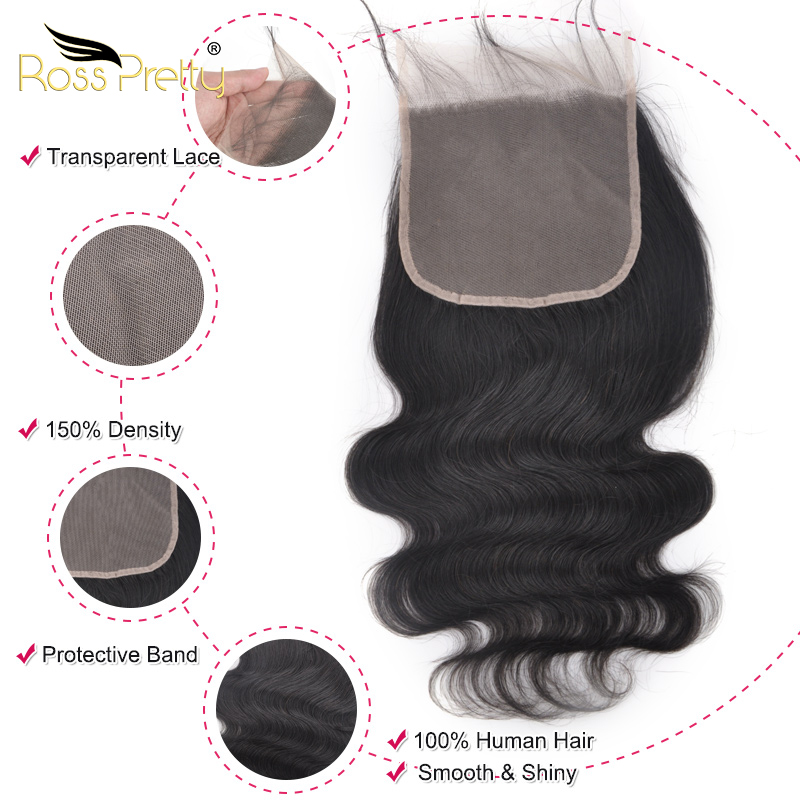 Ross Pretty®
Transparent Lace
150% Density
Protective Band
100% Human Hair
Smooth & Shiny